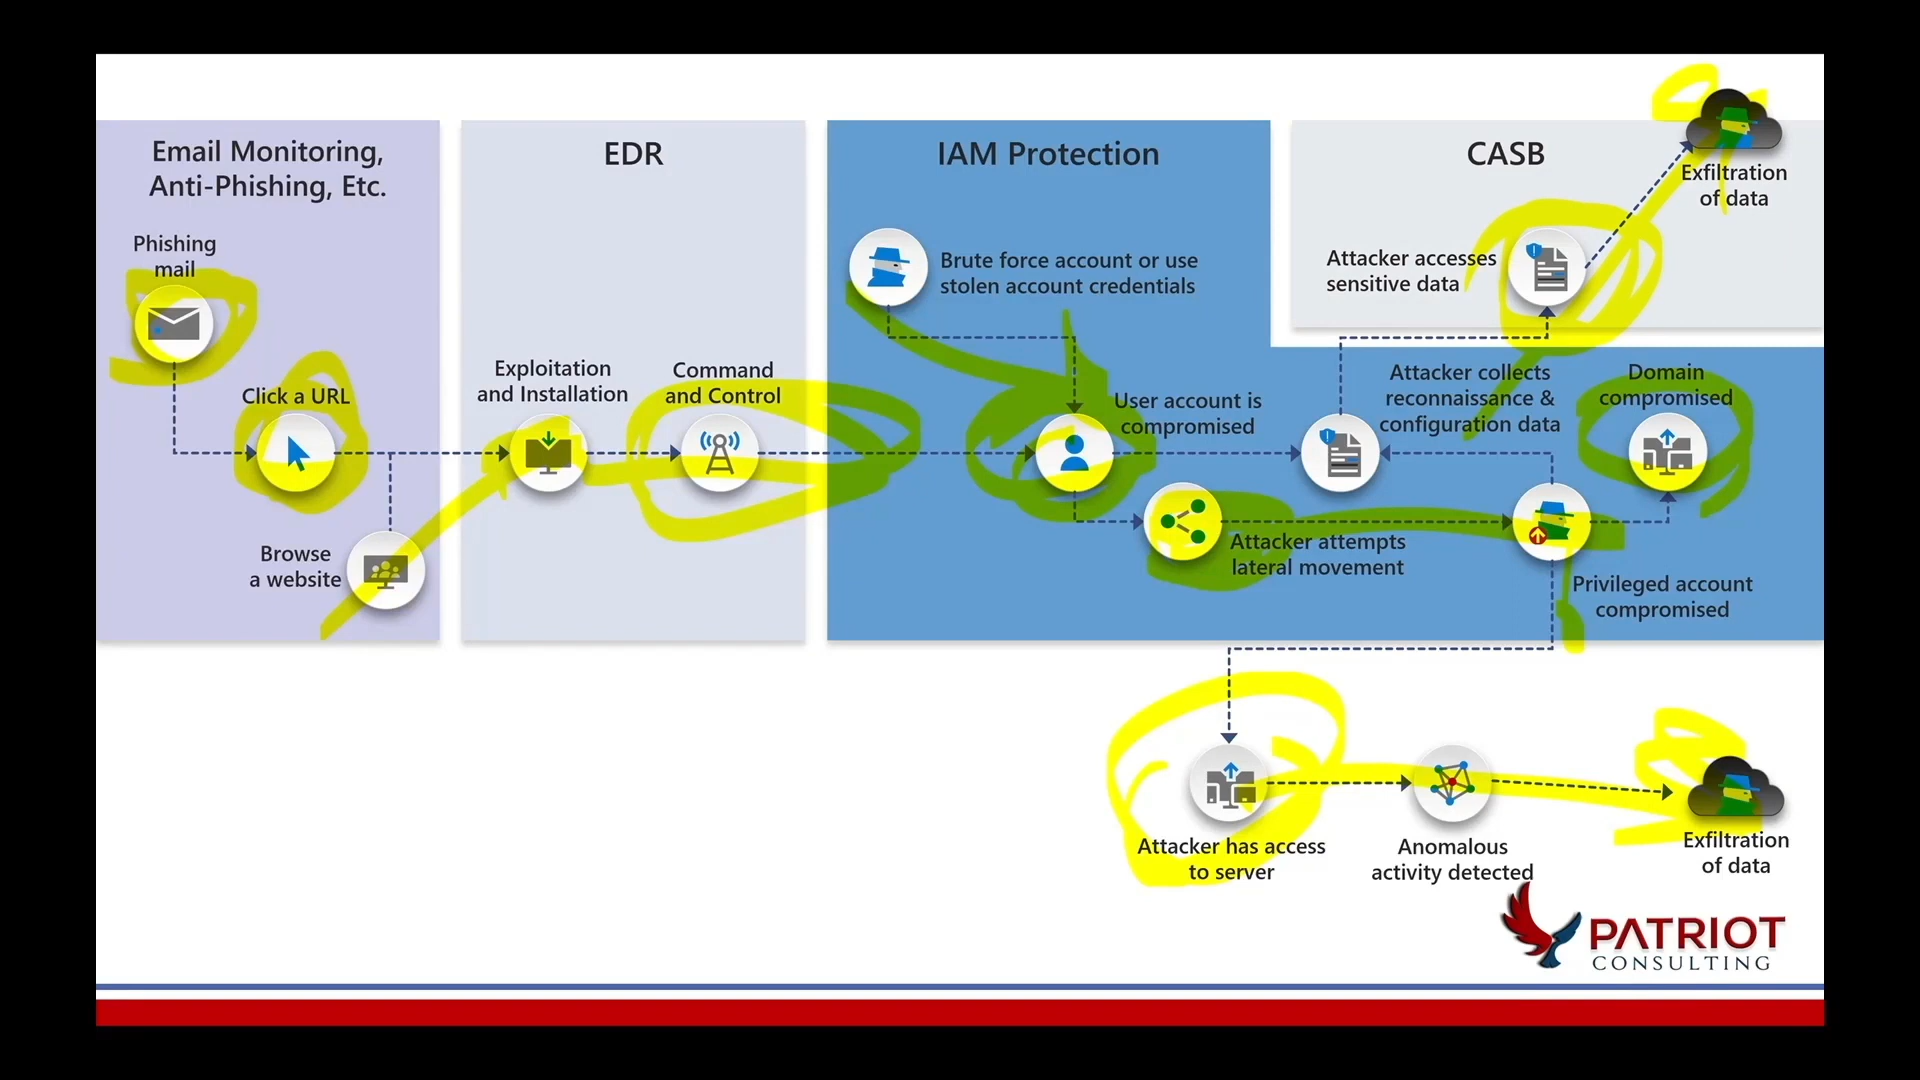 Email Monitoring,
Anti-Phishing, Etc.
Phishing
mail
Click a URL
Browse
a website
EDR
Exploitation
and Installation
Command
and Control
IAM Protection
Brute force account or use
stolen account credentials
User account is
compromised
Attacker attempts
lateral movement
Attacker collects
reconnaissance &
configuration data
Domain
compromised
Privileged account
compromised
CASB
Attacker accesses
sensitive data
Exfiltration
of data
Attacker has access
to server
Anomalous
activity detected
Exfiltration
of data
PATRIOT
CONSULTING